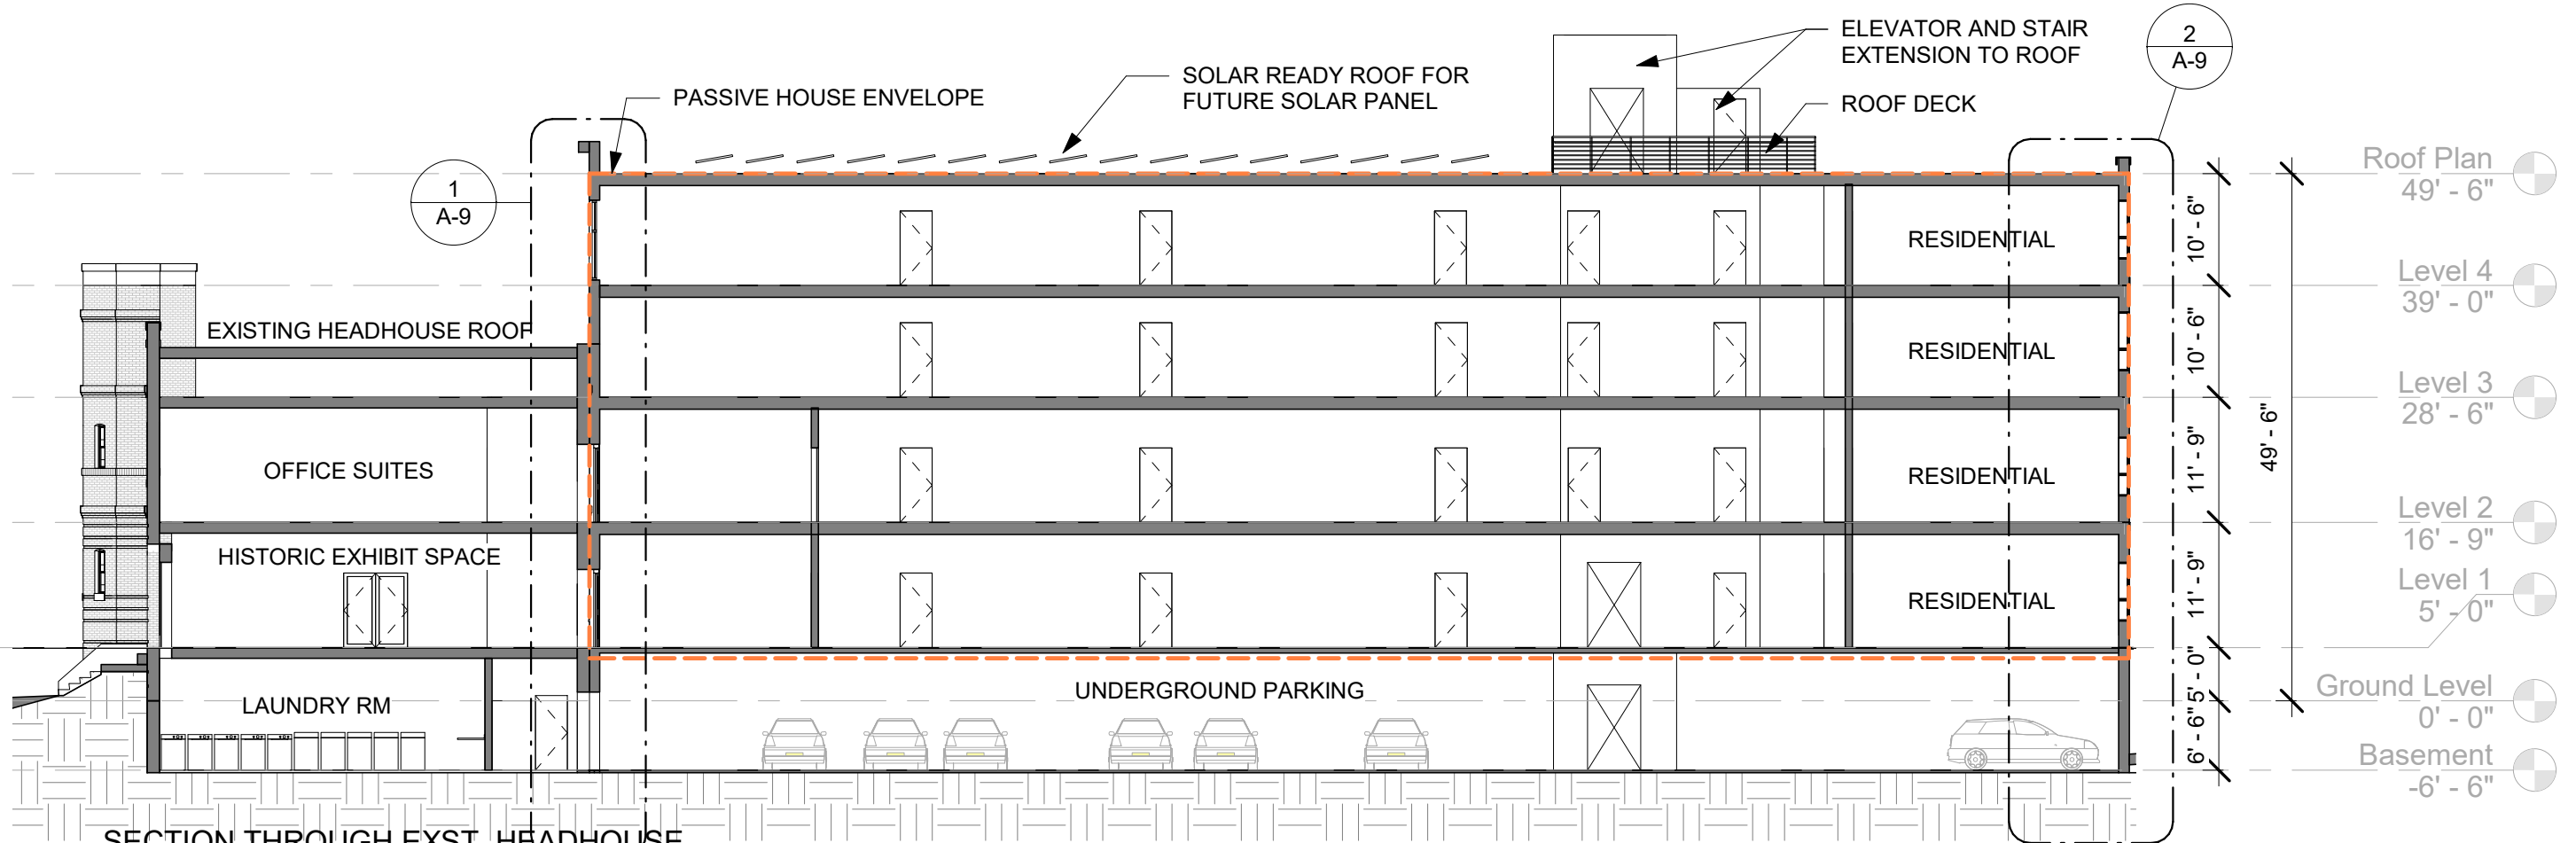 ELEVATOR AND STAIR
EXTENSION TO ROOF
2
A-9
SOLAR READY ROOF FOR
FUTURE SOLAR PANEL
PASSIVE HOUSE ENVELOPE
ROOF DECK
1
A-9
Roof Plan
49' - 6"
10' - 6"
RESIDENTIAL
Level 4
39' - 0"
EXISTING HEADHOUSE ROOF
10' - 6"
RESIDENTIAL
Level 3
28' - 6"
49' - 6"
OFFICE SUITES
RESIDENTIAL
11' - 9"
Level 2
16' - 9"
HISTORIC EXHIBIT SPACE
RESIDENTIAL
11' - 9"
Level 1
5' - 0"
LAUNDRY RM
UNDERGROUND PARKING
5' - 0"
Ground Level
0' - 0"
6' - 6"
Basement
-6' - 6"
SECTION THROUGH EXST. HEADHOUSE